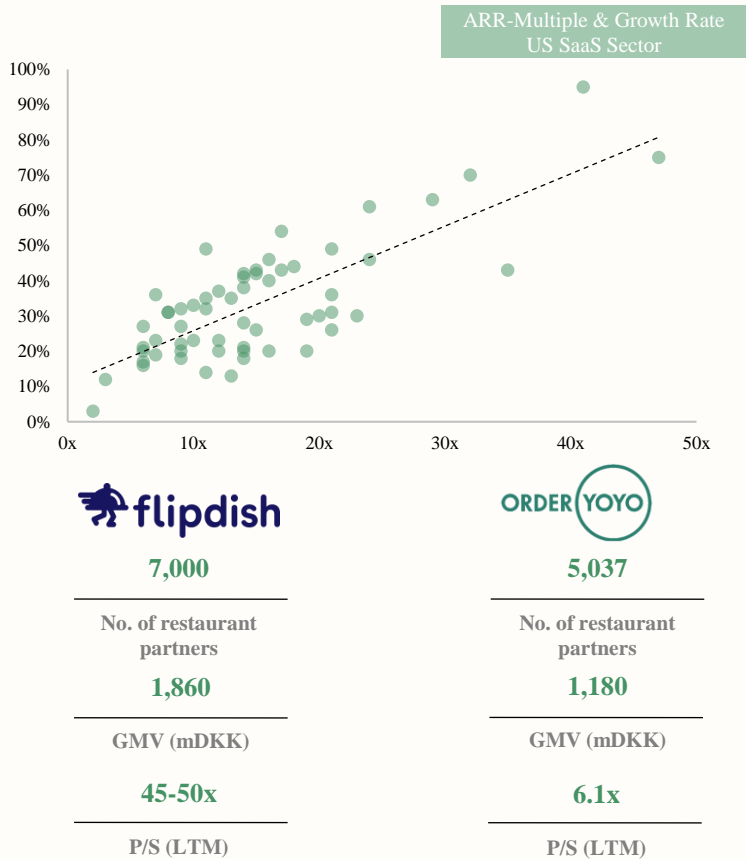 ARR-Multiple & Growth Rate
US SaaS Sector
100%
90%
80%
70%
60%
50%
40%
30%
20%
10%
0%
0x 10x 20x 30x 40x 50x
flipdish
ORDER YOYO
7,000
5,037
No. of restaurant
partners
No. of restaurant
partners
1,860
1,180
GMV (mDKK)
GMV (mDKK)
45-50x
6.1x
P/S (LTM)
P/S (LTM)